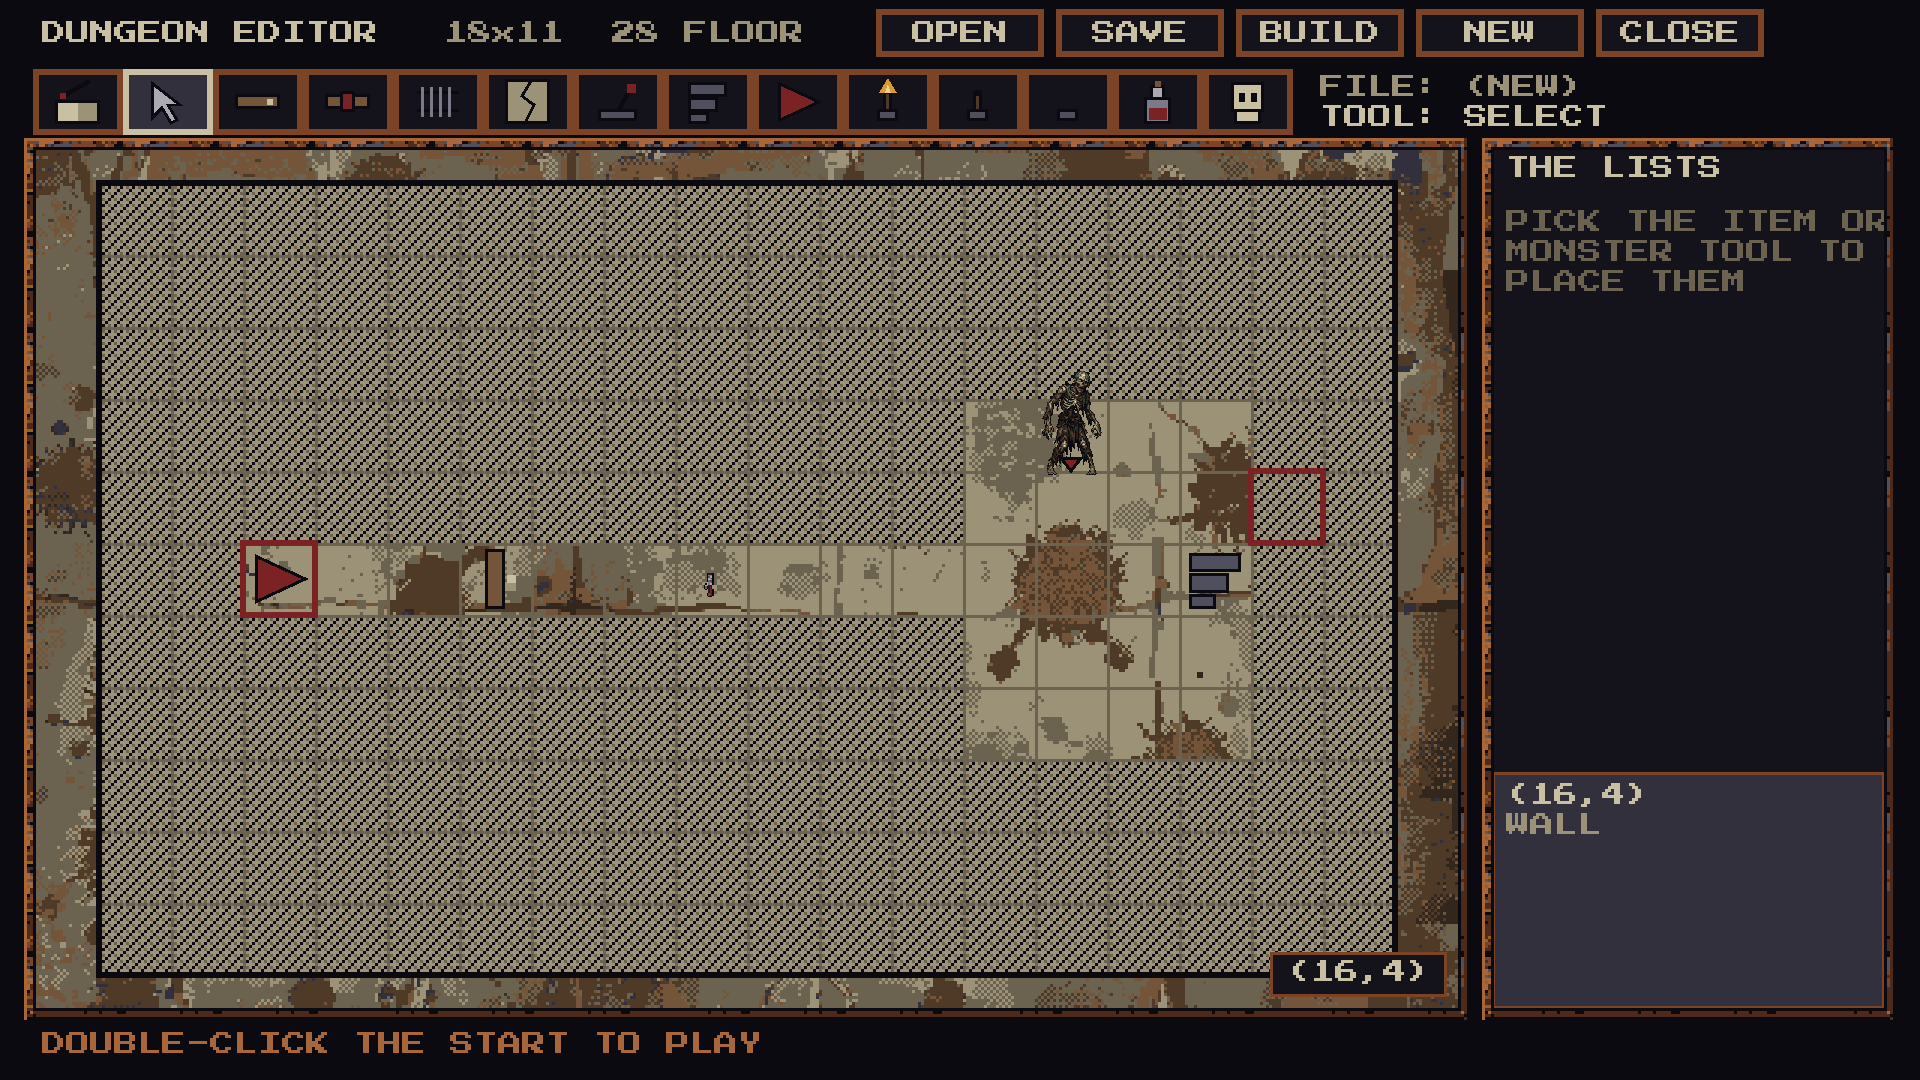 DUNGEON EDITOR 18x11 28 FLOOR OPEN SAVE BUILD NEW CLOSE
FILE: (NEW)
TOOL: SELECT
THE LISTS
PICK THE ITEM OR
MONSTER TOOL TO
PLACE THEM
(16,4)
WALL
(16,4)
DOUBLE-CLICK THE START TO PLAY